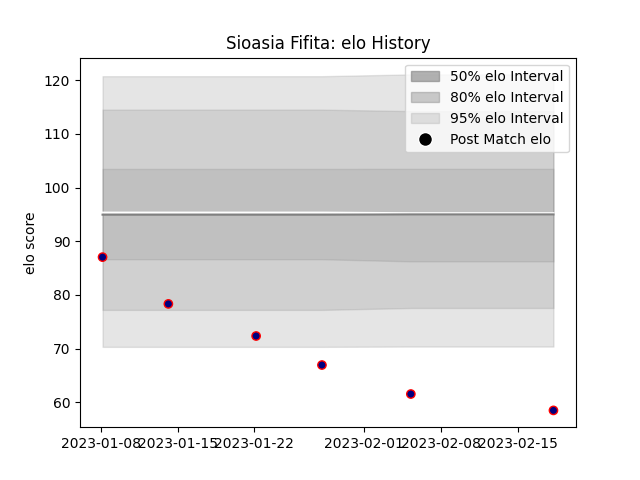 Sioasia Fifita: elo History
50% elo Interval
80% elo Interval
95% elo Interval
Post Match elo
elo score
120
110
100
90
80
70
60
2023-01-08 2023-01-15 2023-01-22 2023-02-01 2023-02-08 2023-02-15